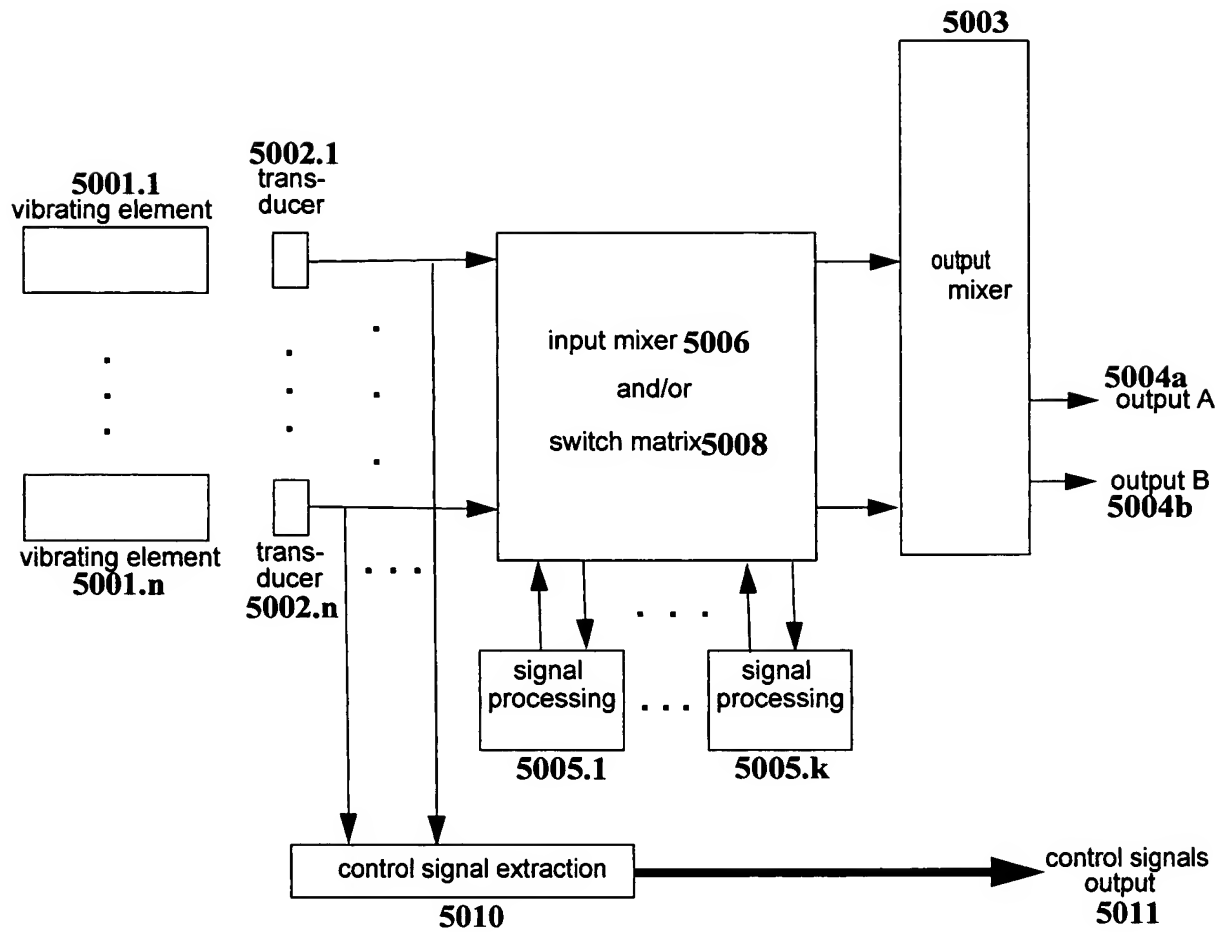 5003
5002.1
trans-
ducer
5001.1
vibrating element
output
mixer
input mixer 5006
and/or
switch matrix 5008
5004a
output A
output B
5004b
vibrating element
5001.n
trans-
ducer
5002.n
signal
processing
5005.1
signal
processing
5005.k
control signal extraction
5010
control signals
output
5011